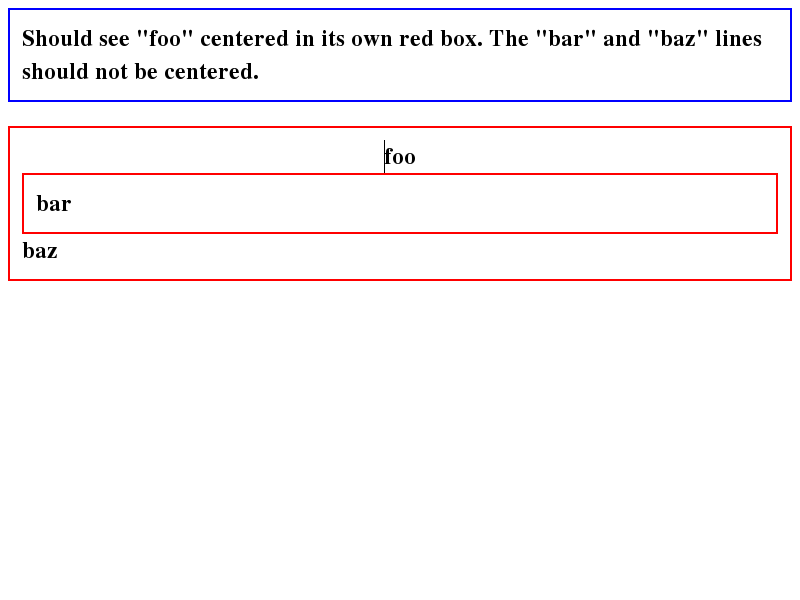 Should see "foo" centered in its own red box. The "bar" and "baz" lines
should not be centered.
foo
bar
baz